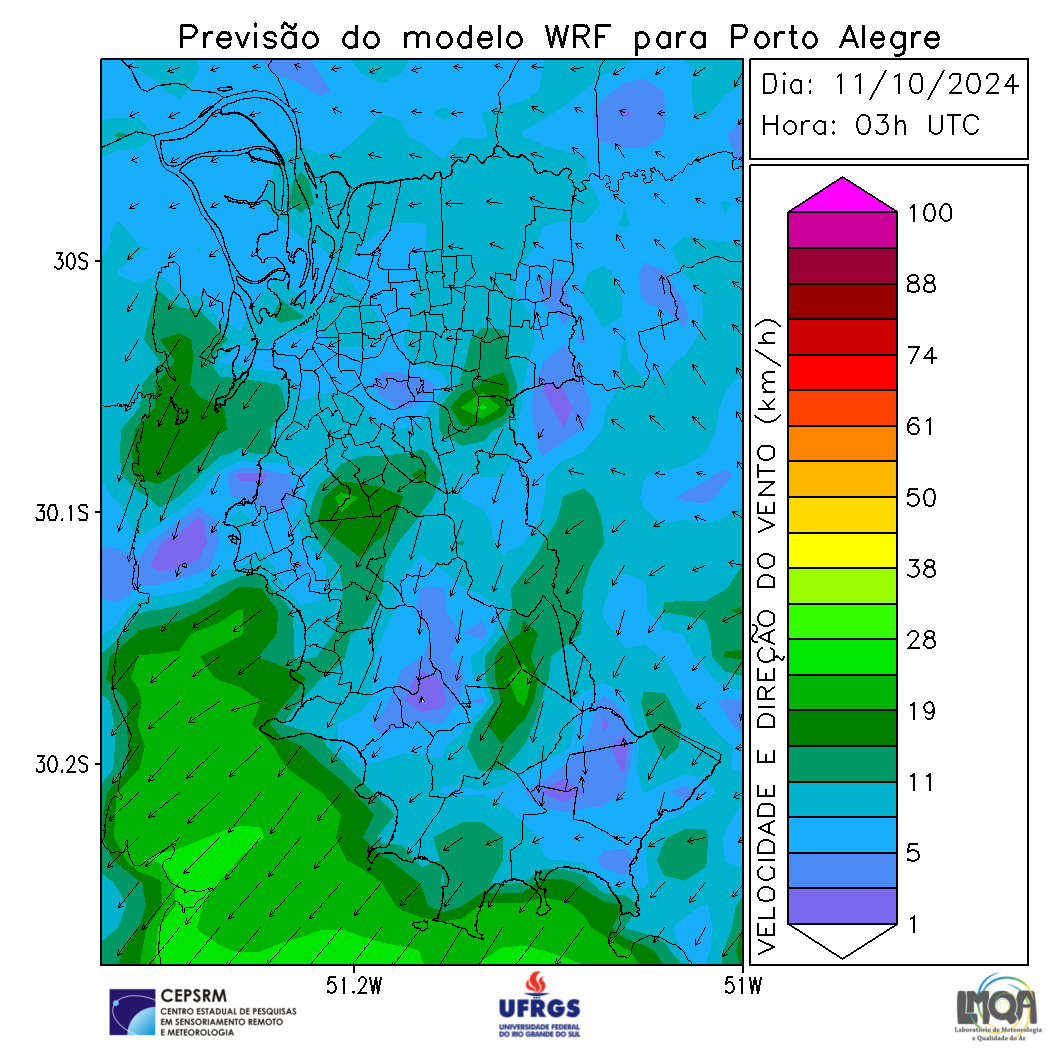 Previsão do modelo WRF para Porto Alegre
Dia: 11/10/2024
Hora: 03h UTC
30S
30.1S
30.2S
51.2W
51W
VELOCIDADE E DIREÇÃO DO VENTO (km/h)
100
88
74
61
50
38
28
19
11
5
1
CEPSRM
CENTRO ESTADUAL DE PESQUISAS
EM SENSORIAMENTO REMOTO
E METEOROLOGIA
UFRGS
UNIVERSIDADE FEDERAL
DO RIO GRANDE DO SUL
LMQA
Laboratório de Meteorologia
e Qualidade do Ar